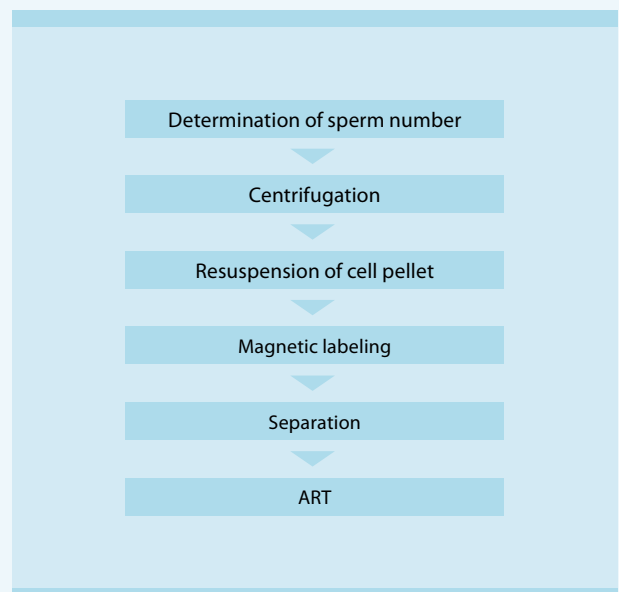 Determination of sperm number
Centrifugation
Resuspension of cell pellet
Magnetic labeling
Separation
ART